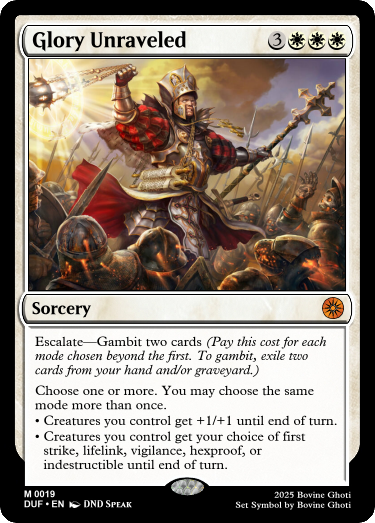 Glory Unraveled 3
Sorcery
Escalate—Gambit two cards (Pay this cost for each
mode chosen beyond the first. To gambit, exile two
cards from your hand and/or graveyard.)
Choose one or more. You may choose the same
mode more than once.
• Creatures you control get +1/+1 until end of turn.
• Creatures you control get your choice of first
strike, lifelink, vigilance, hexproof, or
indestructible until end of turn.
M 0019
DUF • EN DND SPEAK
2025 Bovine Ghoti
Set Symbol by Bovine Ghoti